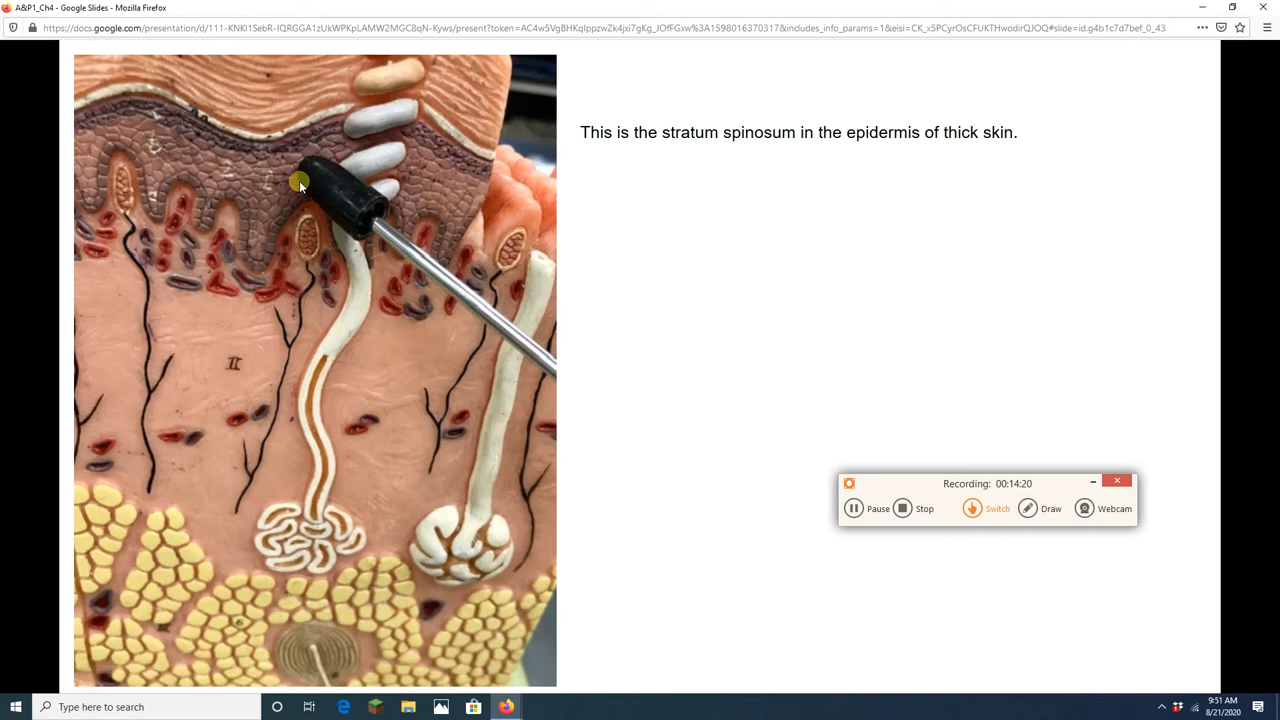 A&P1_Ch4 - Google Slides - Mozilla Firefox
This is the stratum spinosum in the epidermis of thick skin.
II
Recording: 00:14:20
Pause Stop Switch Draw Webcam
Type here to search
9:51 AM
8/21/2020